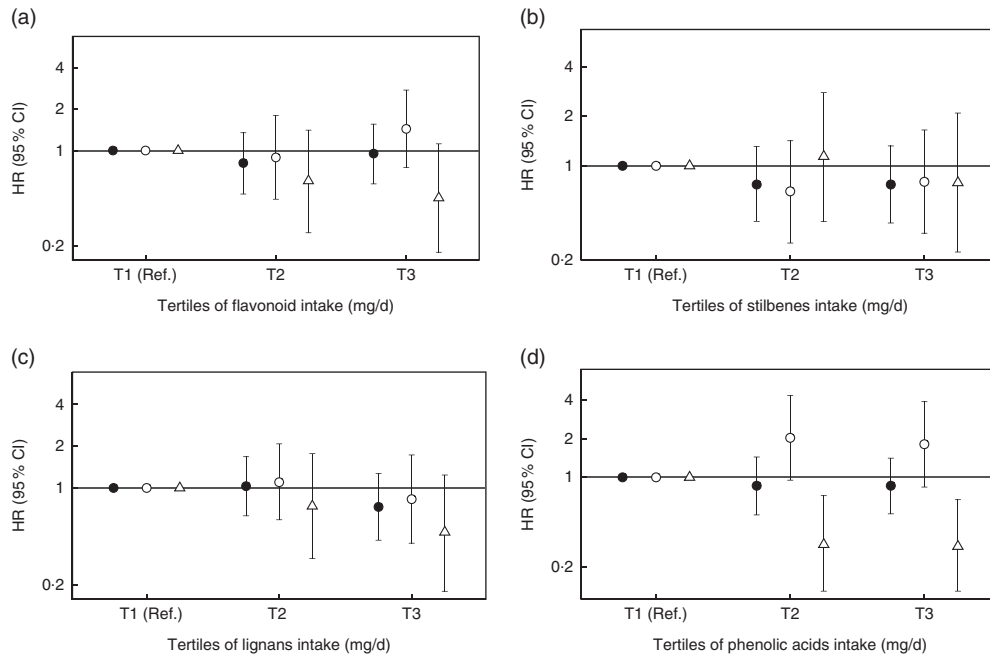 (a)
4
2
1
0·2
HR (95 % CI)
T1 (Ref.) T2 T3
Tertiles of flavonoid intake (mg/d)
(b)
4
2
1
0·2
HR (95 % CI)
T1 (Ref.) T2 T3
Tertiles of stilbenes intake (mg/d)
(c)
4
2
1
0·2
HR (95 % CI)
T1 (Ref.) T2 T3
Tertiles of lignans intake (mg/d)
(d)
4
2
1
0·2
HR (95 % CI)
T1 (Ref.) T2 T3
Tertiles of phenolic acids intake (mg/d)